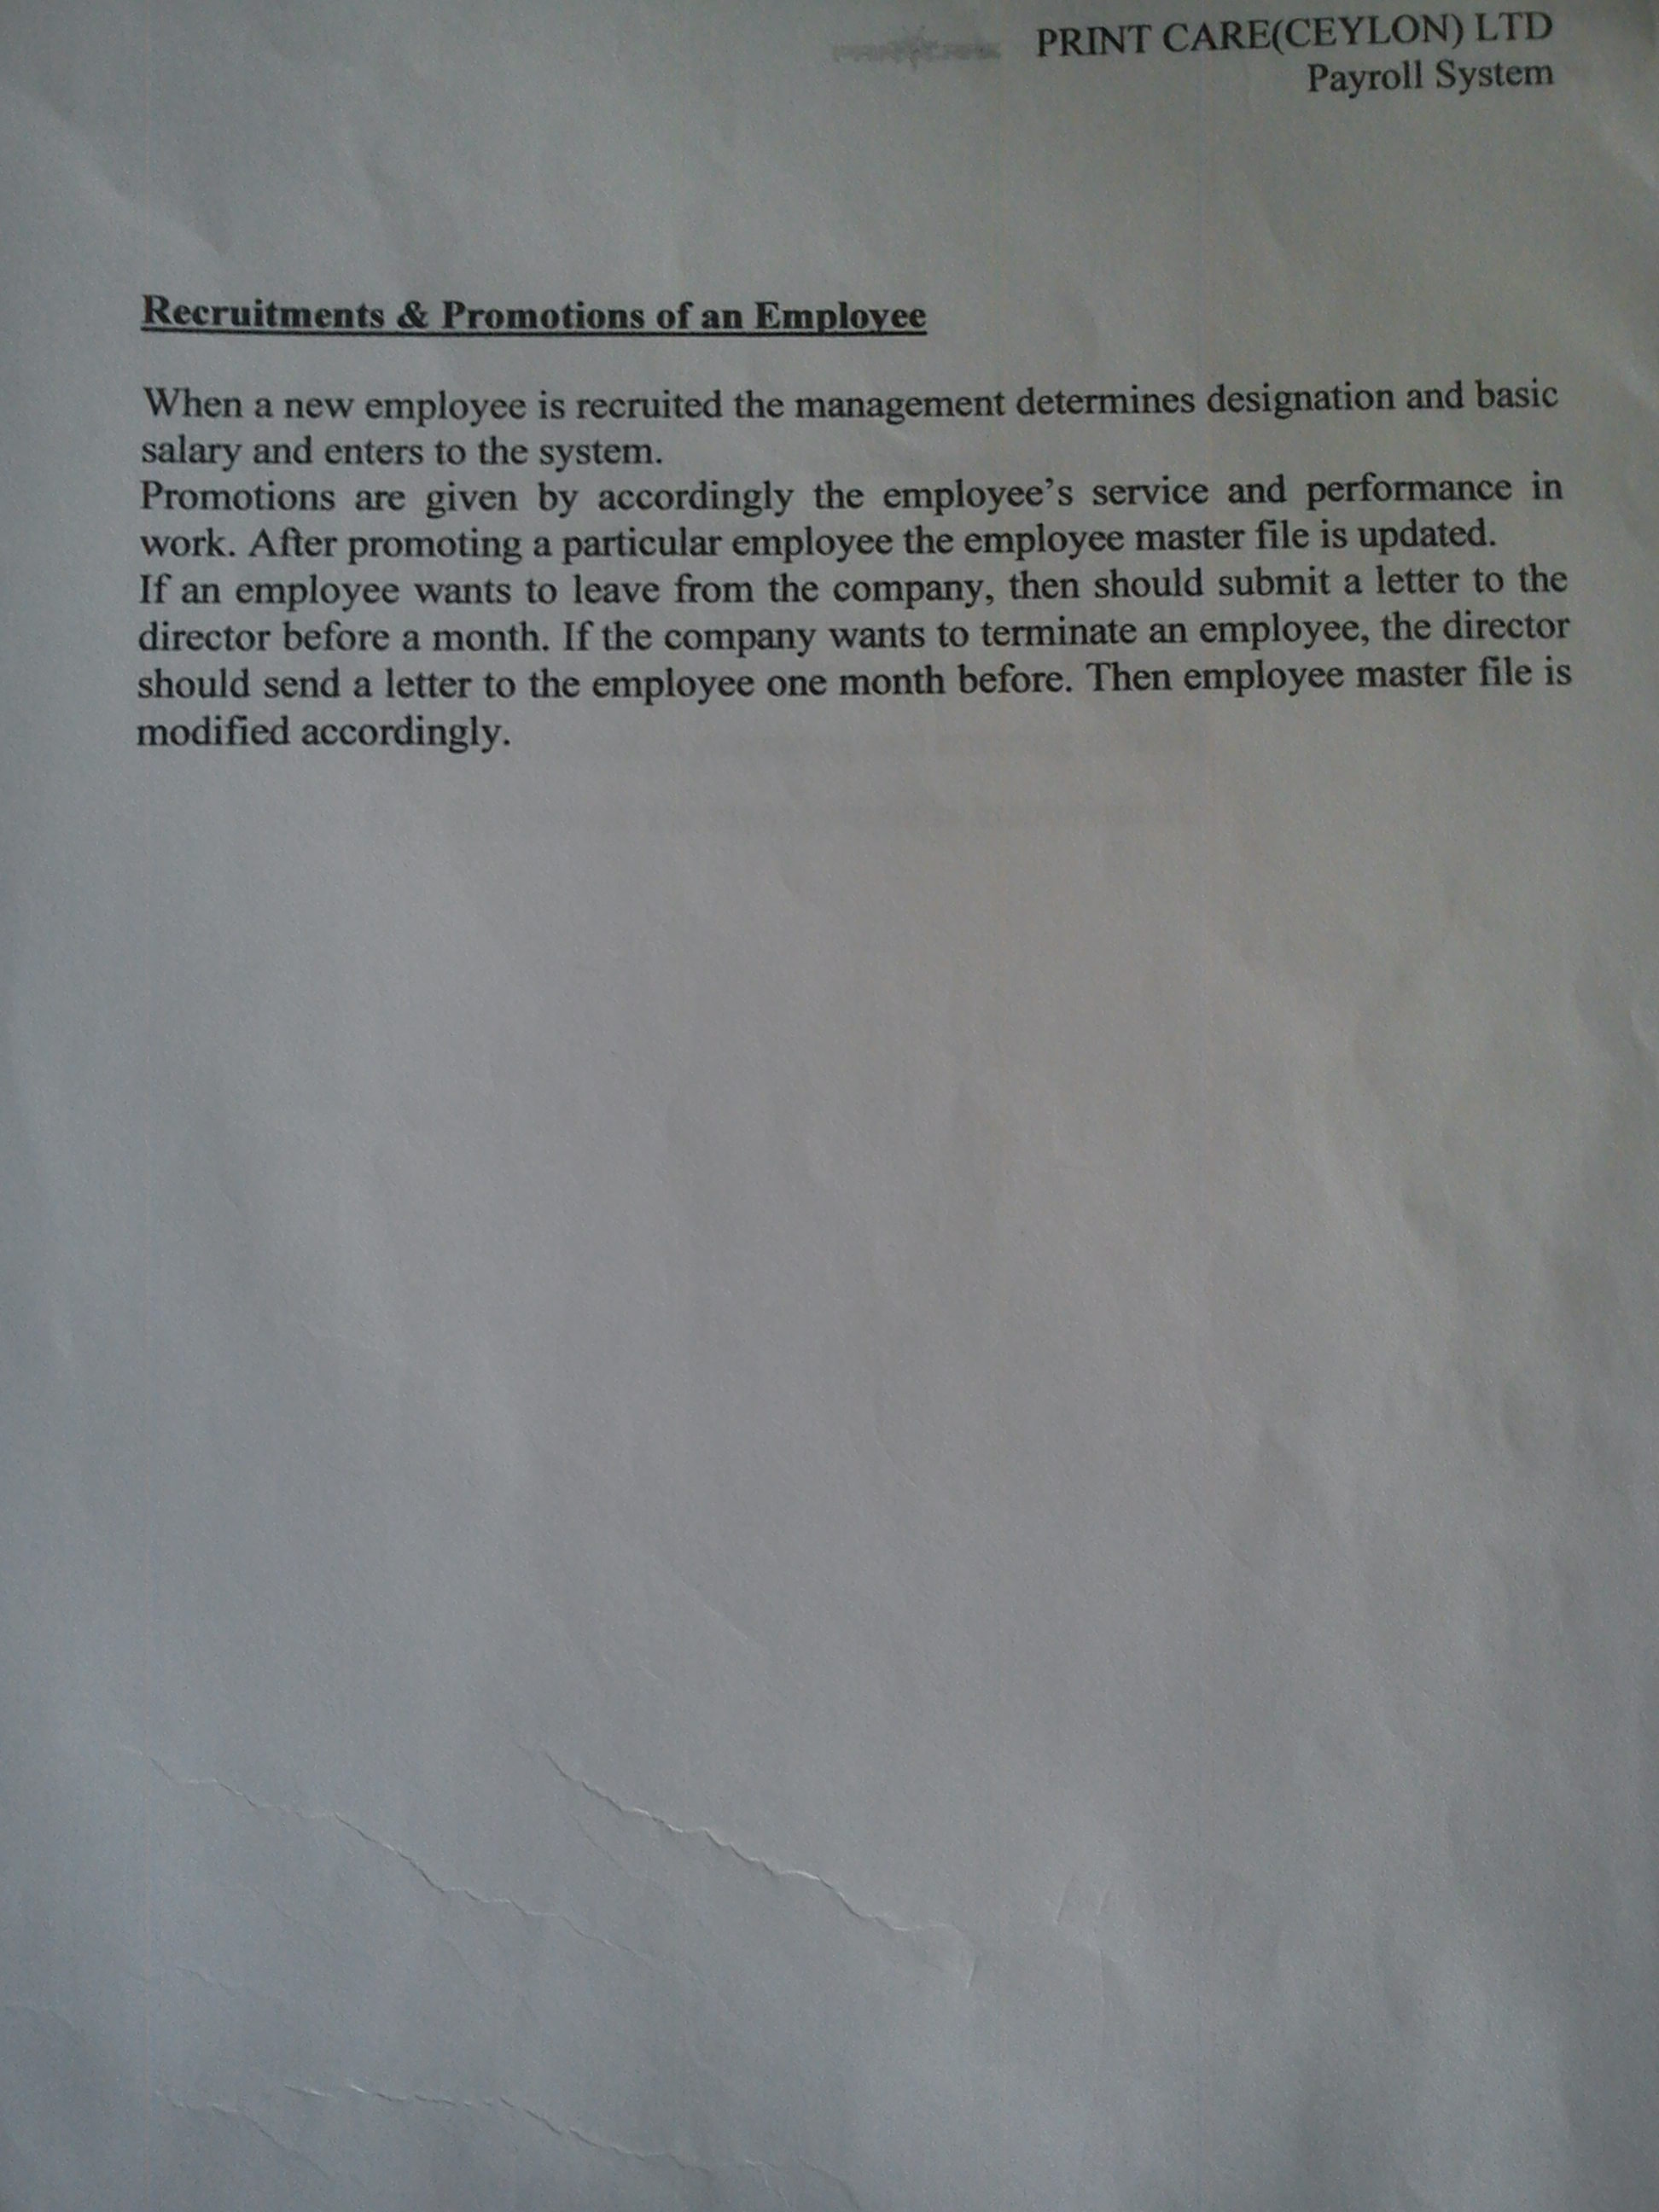 PRINT CARE(CEYLON) LTD
Payroll System
Recruitments & Promotions of an Employee
When a new employee is recruited the management determines designation and basic
salary and enters to the system.
Promotions are given by accordingly the employee's service and performance in
work. After promoting a particular employee the employee master file is updated.
If an employee wants to leave from the company, then should submit a letter to the
director before a month. If the company wants to terminate an employee, the director
should send a letter to the employee one month before. Then employee master file is
modified accordingly.